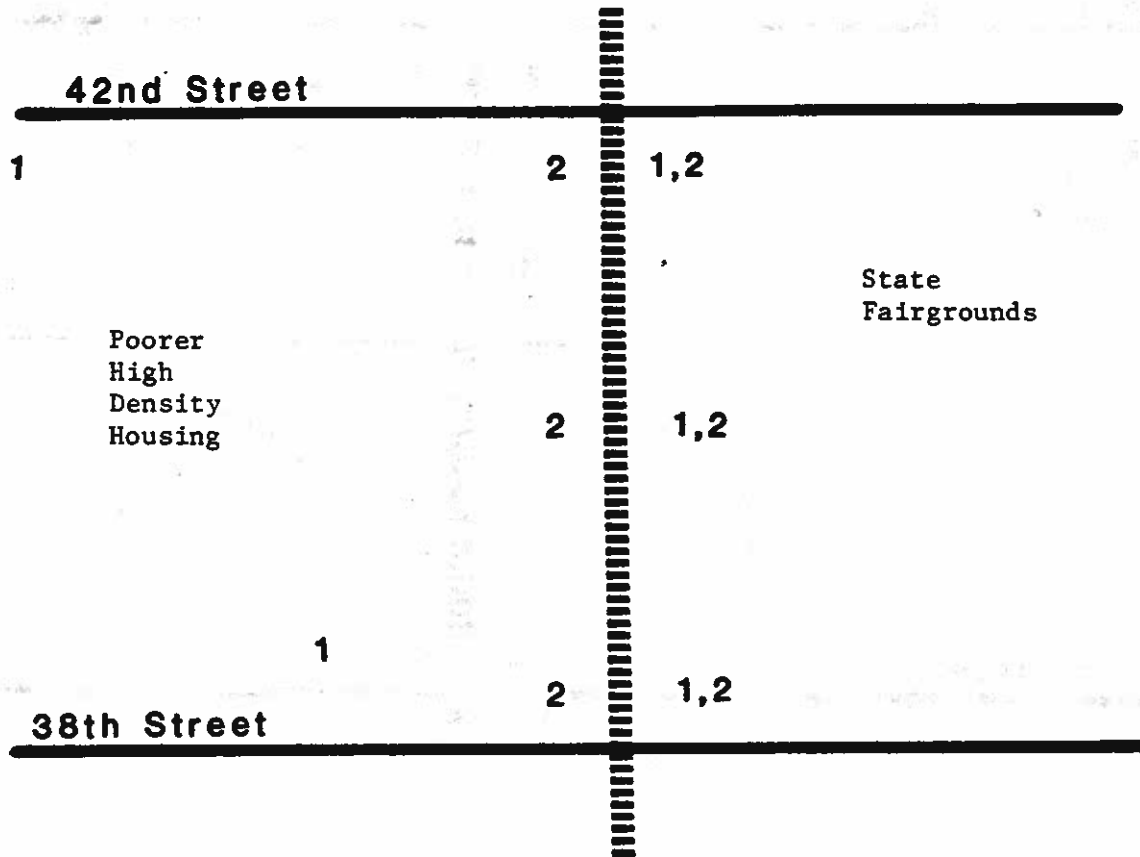 42nd Street
1
2
1,2
State
Fairgrounds
Poorer
High
Density
Housing
2
1,2
1
2
1,2
38th Street